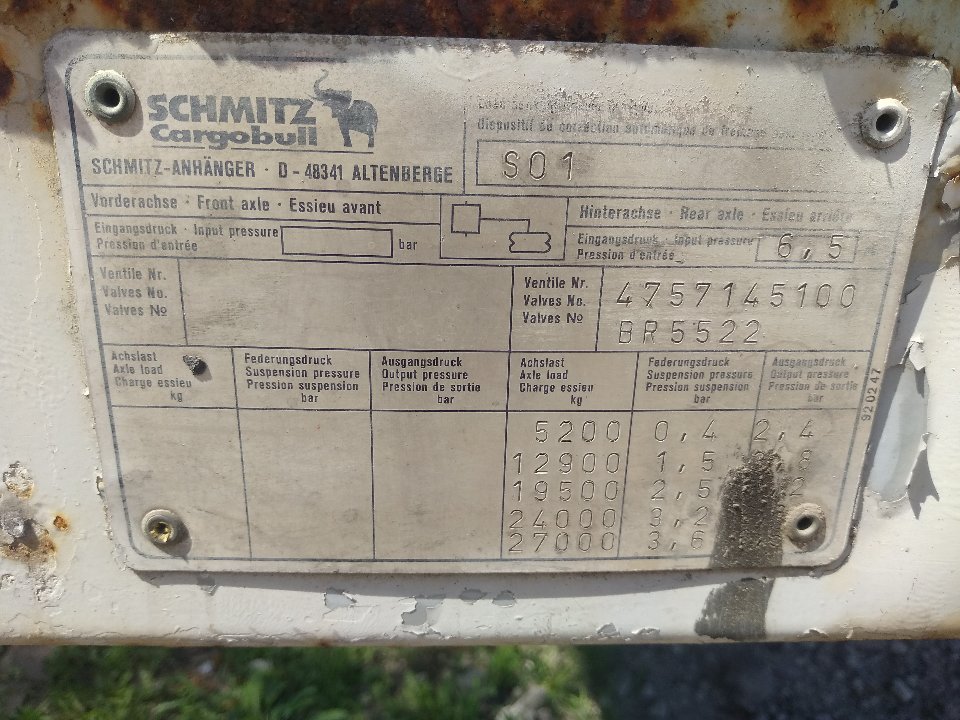 SCHMITZ
Cargobull
SCHMITZ-ANHÄNGER · D-48341 ALTENBERGE
dispositif de correction automatique de freinage
S01
Vorderachse · Front axle · Essieu avant
Eingangsdruck · Input pressure
Pression d'entrée
bar
Hinterachse · Rear axle · Essieu arrière
Eingangsdruck · Input pressure
Pression d'entrée
6,5
Ventile Nr.
Valves No.
Valves No
Ventile Nr.
Valves No.
Valves No
4757145100
BR5522
Achslast
Axle load
Charge essieu
kg
Federungsdruck
Suspension pressure
Pression suspension
bar
Ausgangsdruck
Output pressure
Pression de sortie
bar
Achslast
Axle load
Charge essieu
kg
Federungsdruck
Suspension pressure
Pression suspension
bar
Ausgangsdruck
Output pressure
Pression de sortie
bar
5200 0,4 2,4
12900 1,5
19500 2,5
24000 3,2
27000 3,6
920247